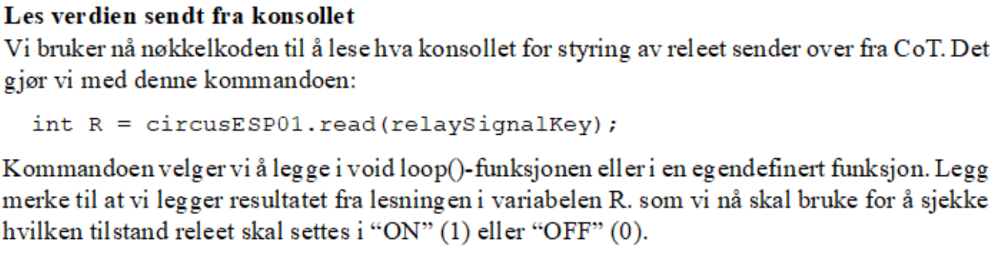 Les verdien sendt fra konsollet
Vi bruker nå nøkkelkoden til å lese hva konsollet for styring av releet sender over fra CoT. Det
gjør vi med denne kommandoen:
int R = circusESP01.read(relaySignalKey);
Kommandoen velger vi å legge i void loop()-funksjonen eller i en egendefinert funksjon. Legg
merke til at vi legger resultatet fra lesningen i variabelen R. som vi nå skal bruke for å sjekke
hvilken tilstand releet skal settes i “ON” (1) eller “OFF” (0).